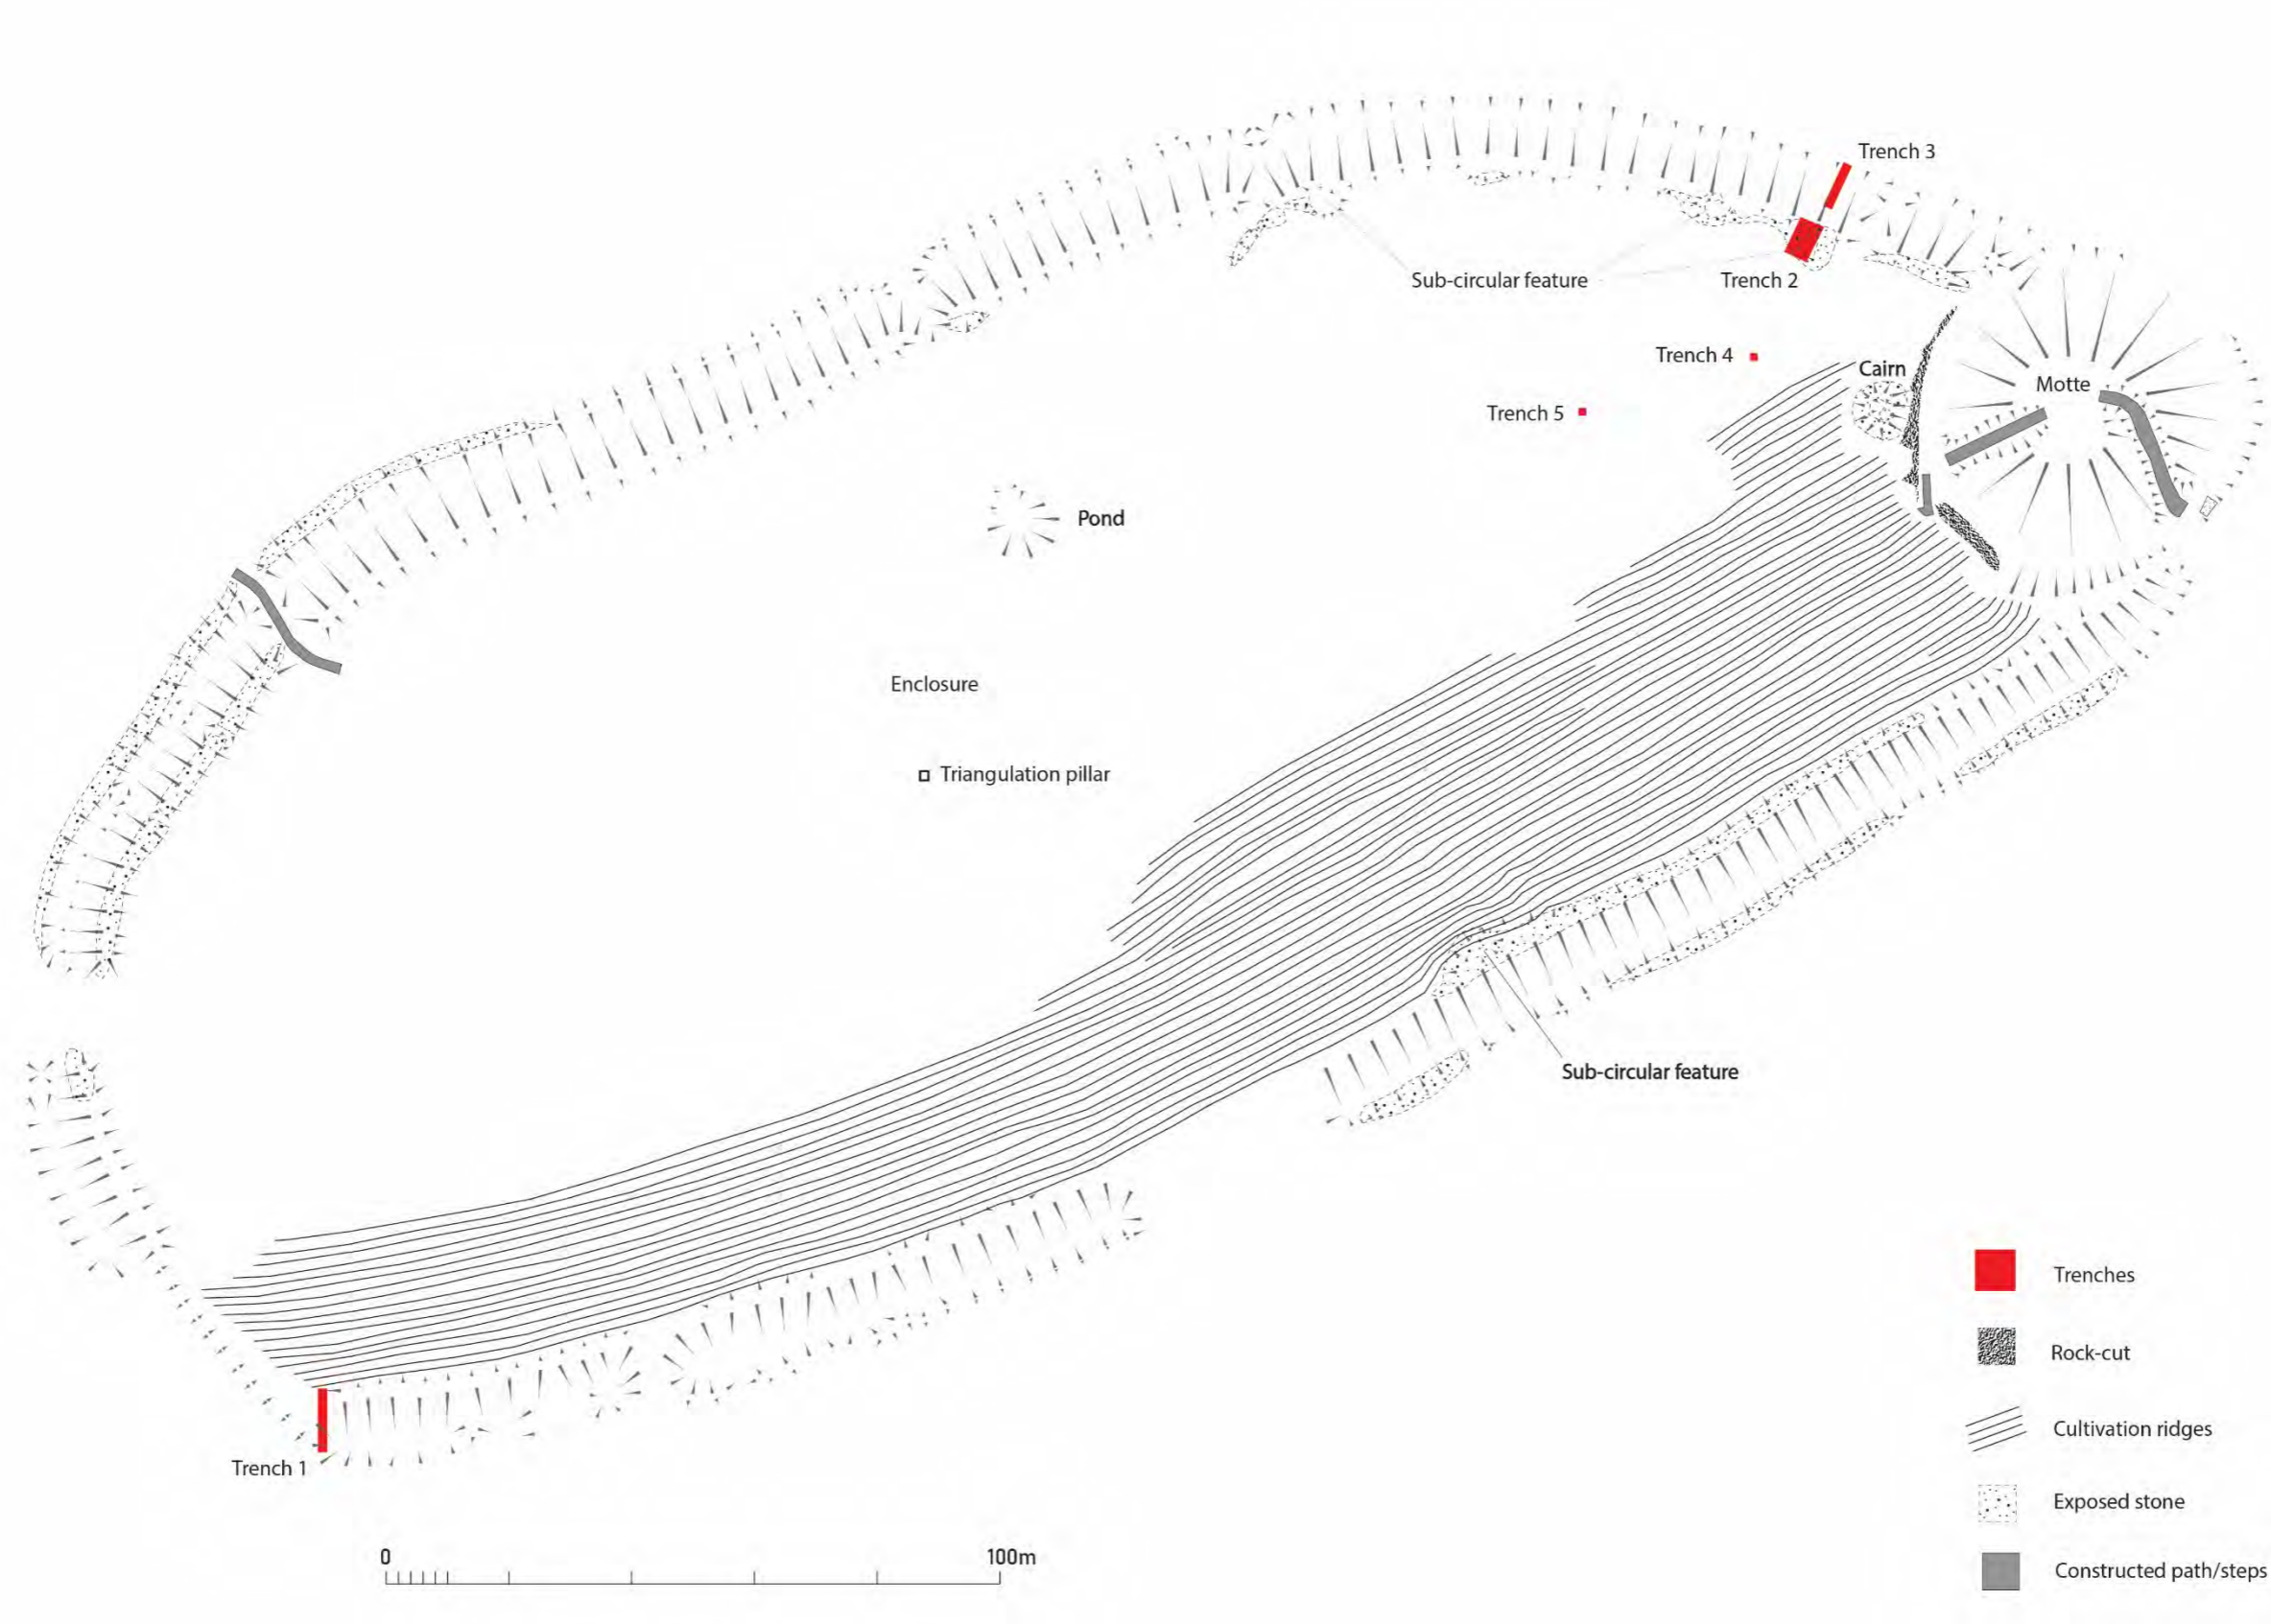 Trench 3
Sub-circular feature
Trench 2
Trench 4
Cairn
Motte
Trench 5
Pond
Enclosure
Triangulation pillar
Sub-circular feature
Trench 1
0
100m
Trenches
Rock-cut
Cultivation ridges
Exposed stone
Constructed path/steps